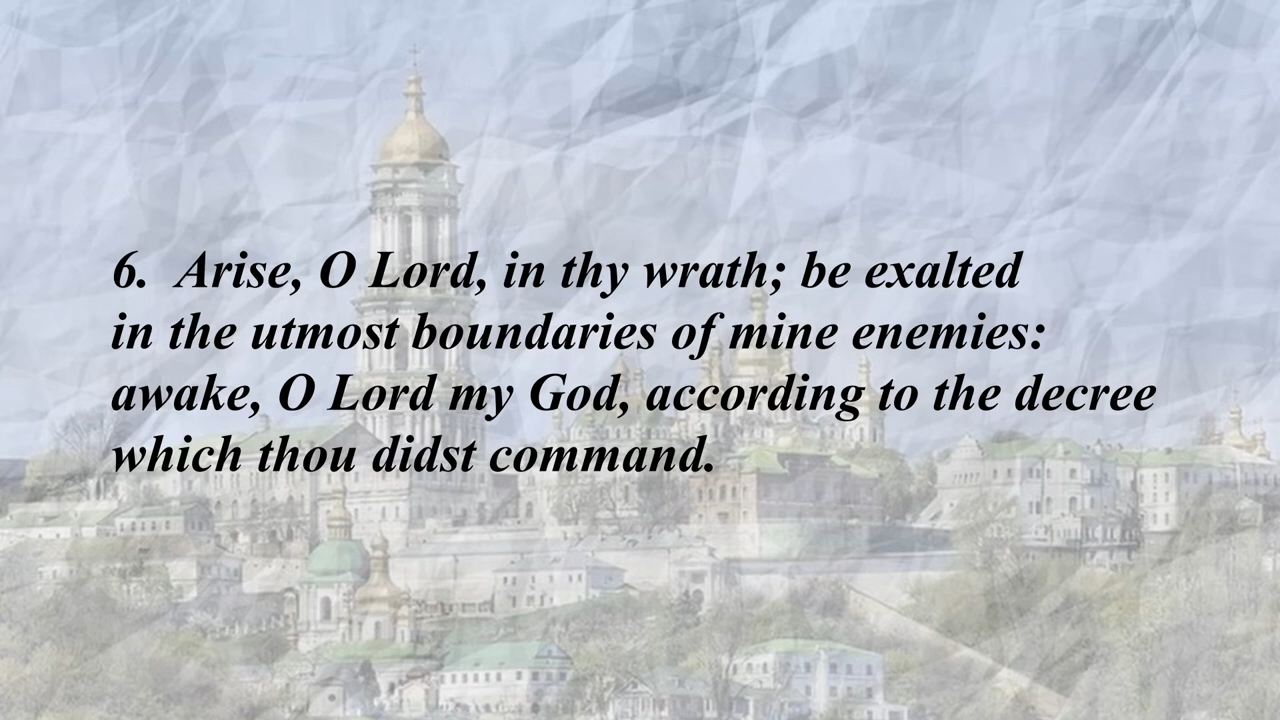 6. Arise, O Lord, in thy wrath; be exalted
in the utmost boundaries of mine enemies:
awake, O Lord my God, according to the decree
which thou didst command.